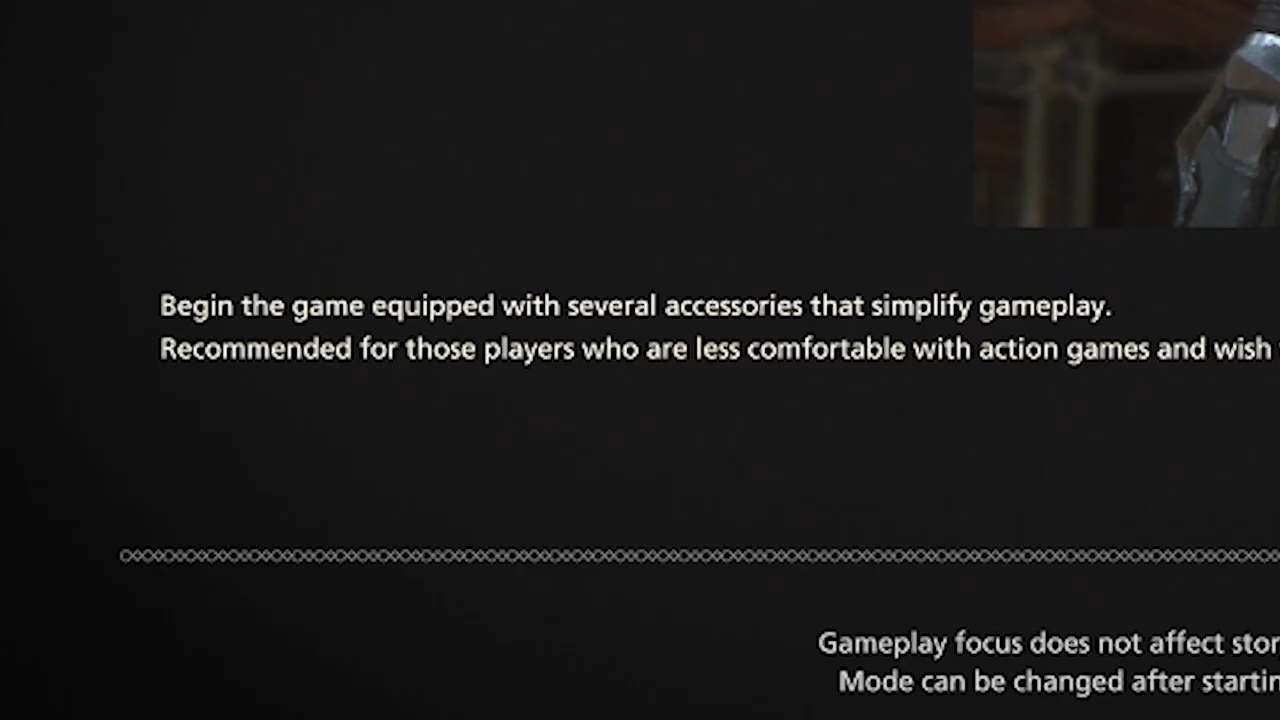 Begin the game equipped with several accessories that simplify gameplay.
Recommended for those players who are less comfortable with action games and wish
Gameplay focus does not affect stor
Mode can be changed after startin